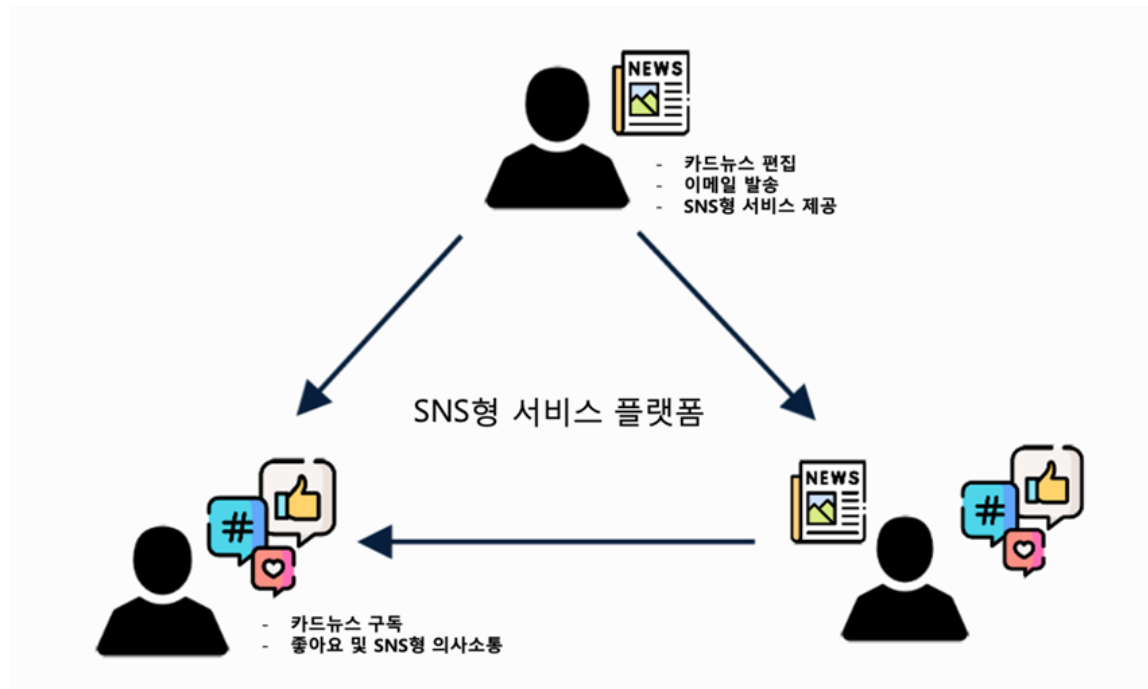 NEWS
- 카드뉴스 편집
- 이메일 발송
- SNS형 서비스 제공
SNS형 서비스 플랫폼
#
NEWS
#
- 카드뉴스 구독
- 좋아요 및 SNS형 의사소통